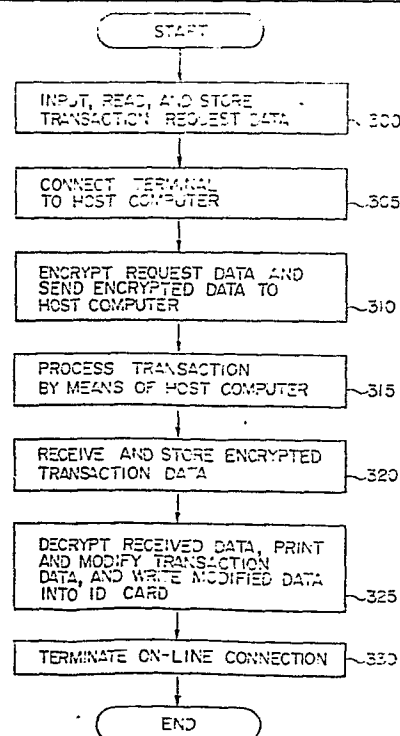 START
INPUT, READ, AND STORE
TRANSACTION REQUEST DATA
300
CONNECT TERMINAL
TO HOST COMPUTER
305
ENCRYPT REQUEST DATA AND
SEND ENCRYPTED DATA TO
HOST COMPUTER
310
PROCESS TRANSACTION
BY MEANS OF HOST COMPUTER
315
RECEIVE AND STORE ENCRYPTED
TRANSACTION DATA
320
DECRYPT RECEIVED DATA, PRINT
AND MODIFY TRANSACTION
DATA, AND WRITE MODIFIED DATA
INTO ID CARD
325
TERMINATE ON-LINE CONNECTION
330
END